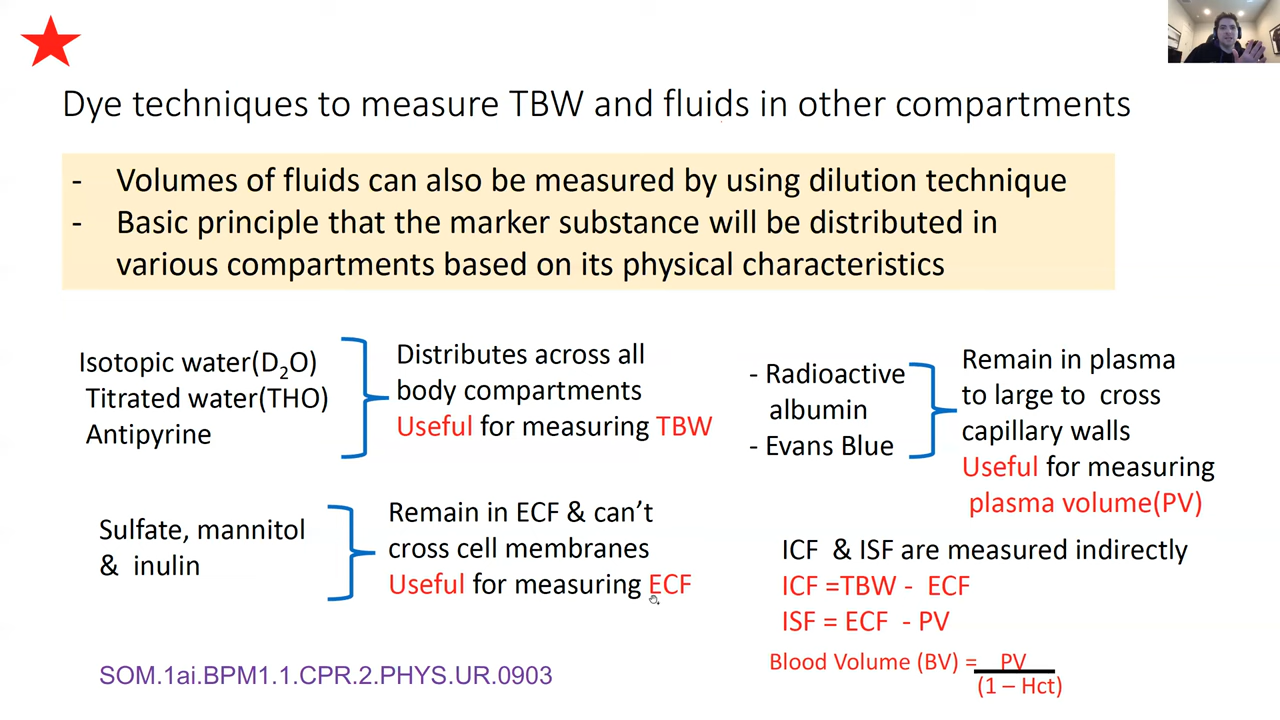 Dye techniques to measure TBW and fluids in other compartments
- Volumes of fluids can also be measured by using dilution technique
- Basic principle that the marker substance will be distributed in
various compartments based on its physical characteristics
Isotopic water(D₂O)
Titrated water(THO)
Antipyrine
Distributes across all
body compartments
Useful for measuring TBW
Sulfate, mannitol
& inulin
Remain in ECF & can't
cross cell membranes
Useful for measuring ECF
- Radioactive
albumin
- Evans Blue
Remain in plasma
to large to cross
capillary walls
Useful for measuring
plasma volume(PV)
ICF & ISF are measured indirectly
ICF =TBW - ECF
ISF = ECF - PV
Blood Volume (BV) = PV
(1 – Hct)
SOM.1ai.BPM1.1.CPR.2.PHYS.UR.0903